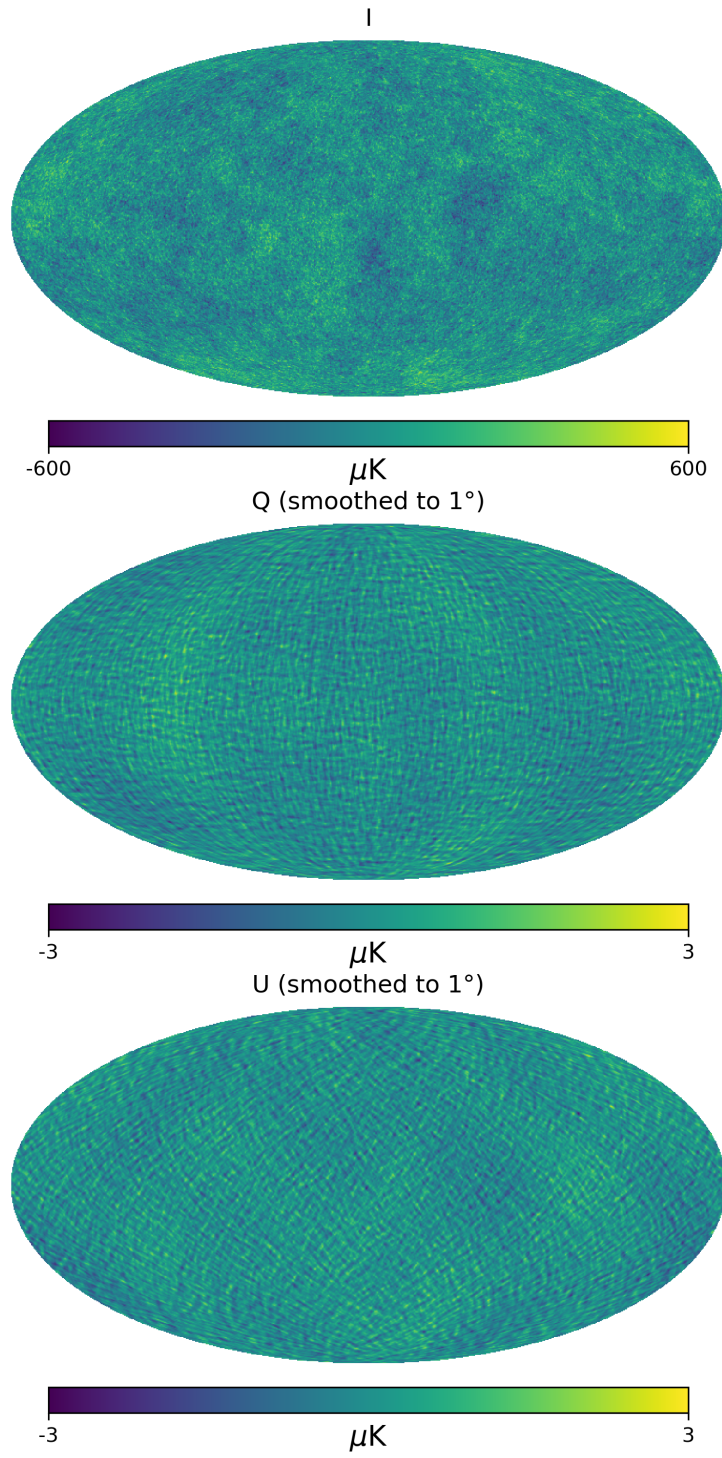 I
-600 600
μK
Q (smoothed to 1°)
-3 3
μK
U (smoothed to 1°)
-3 3
μK